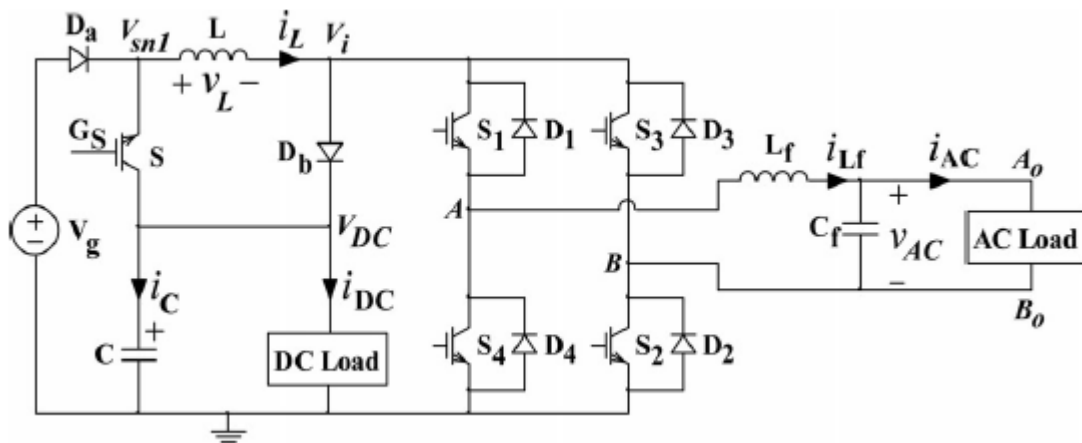 Da Vsn1 L iL Vi
+ vL −
GS S
Db
S1 D1 S3 D3
Lf iLf iAC Ao
A
+ − Vg
VDC
Cf + vAC − AC Load
B
Bo
iC iDC
+
C
DC Load
S4 D4 S2 D2